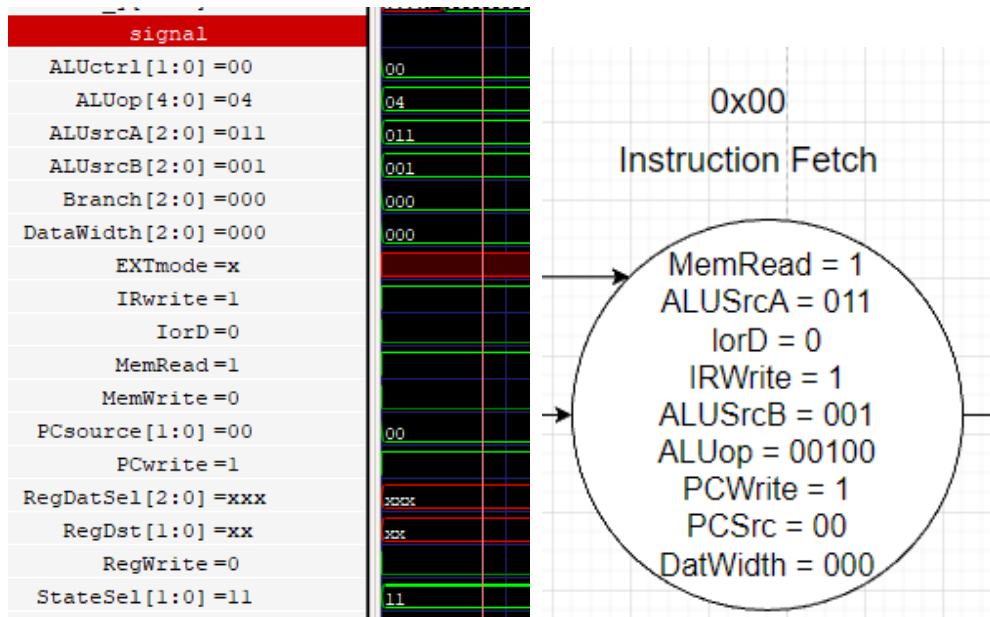 signal
ALUctrl[1:0]=00
00
ALUop[4:0]=04
04
ALUsrcA[2:0]=011
011
ALUsrcB[2:0]=001
001
Branch[2:0]=000
000
DataWidth[2:0]=000
000
EXTmode=x
IRwrite=1
IorD=0
MemRead=1
MemWrite=0
PCsource[1:0]=00
00
PCwrite=1
RegDatSel[2:0]=xxx
xxx
RegDst[1:0]=xx
xx
RegWrite=0
StateSel[1:0]=11
11
0x00
Instruction Fetch
MemRead = 1
ALUSrcA = 011
IorD = 0
IRWrite = 1
ALUSrcB = 001
ALUop = 00100
PCWrite = 1
PCSrc = 00
DatWidth = 000